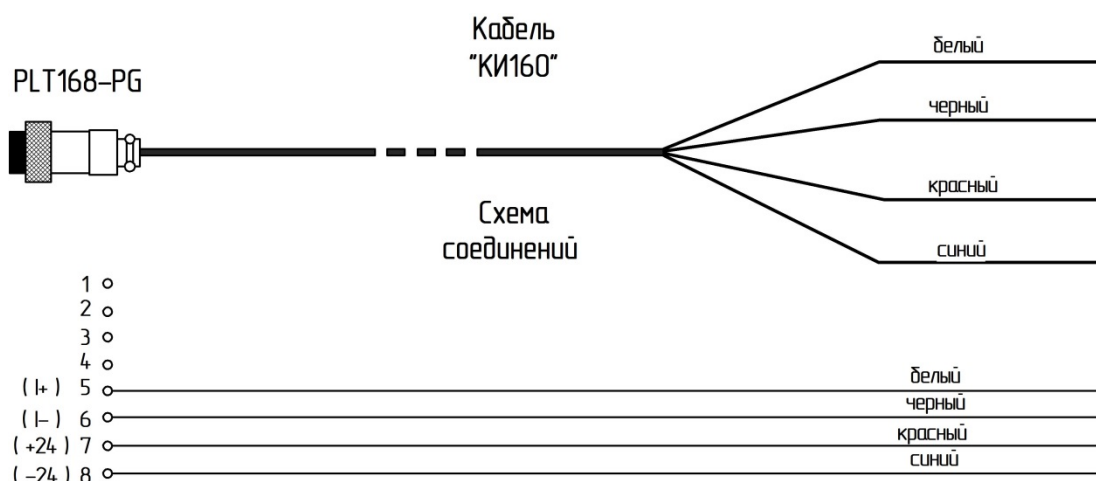 Кабель
"КИ160"
PLT168-PG
белый
черный
красный
синий
Схема
соединений
1
2
3
4
( I+ ) 5 белый
( I– ) 6 черный
( +24 ) 7 красный
( –24 ) 8 синий